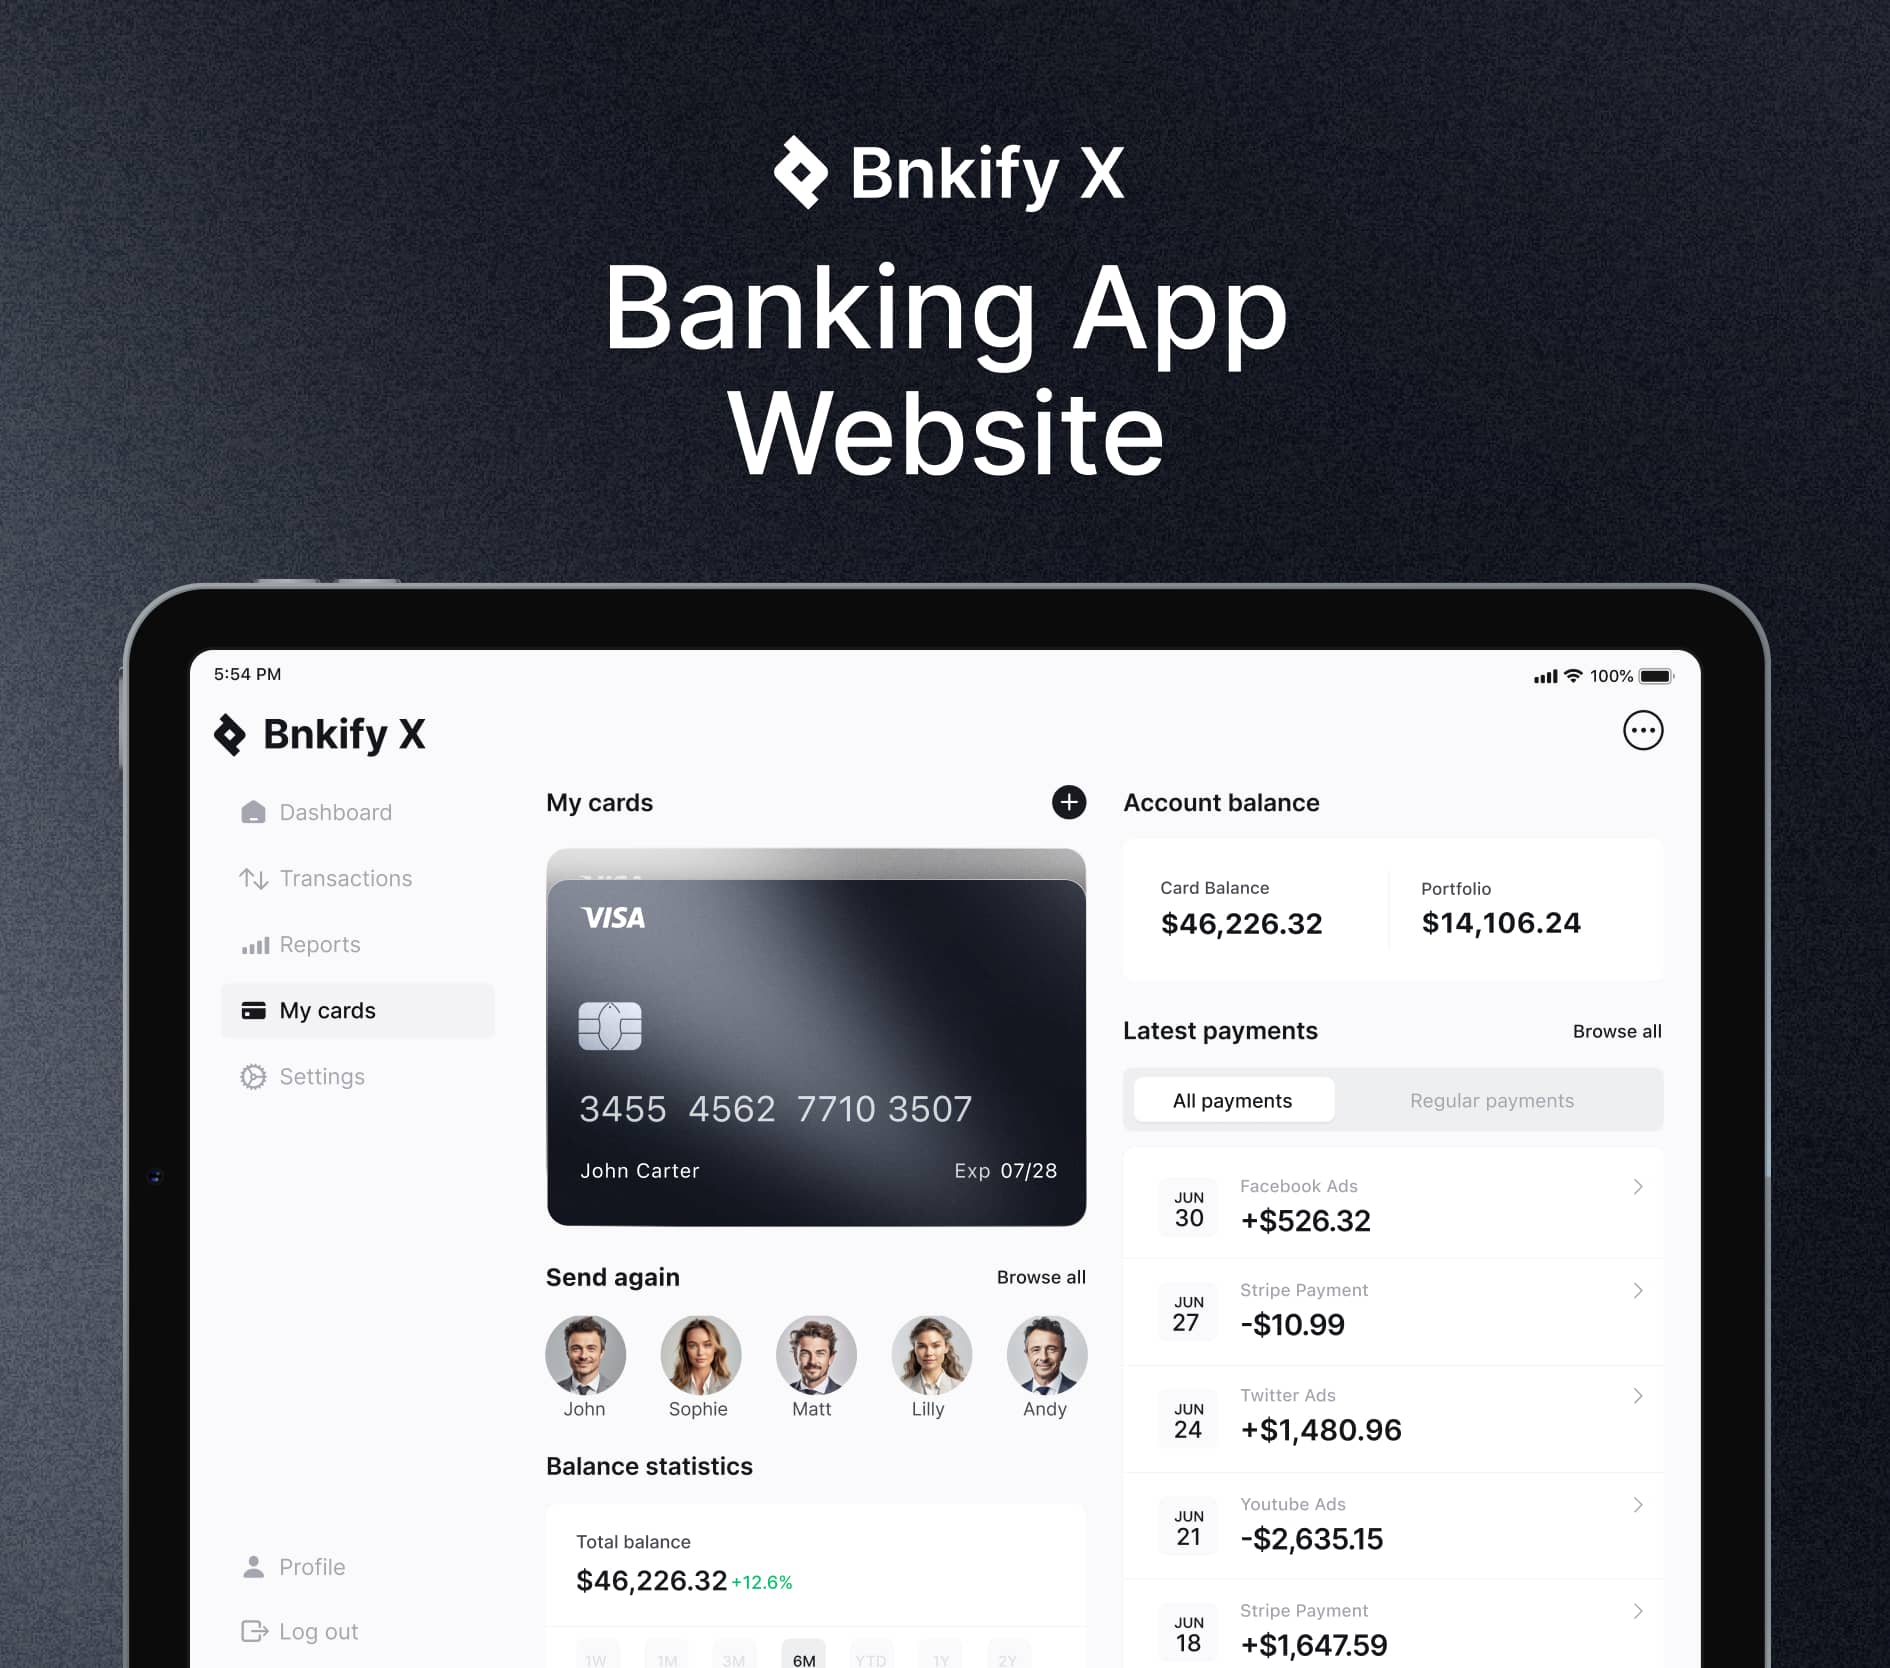 Bnkify X
Banking App
Website
5:54 PM
100%
Bnkify X
Dashboard
Transactions
Reports
My cards
Settings
Profile
Log out
My cards
VISA
3455 4562 7710 3507
John Carter
Exp 07/28
Send again
Browse all
John
Sophie
Matt
Lilly
Andy
Balance statistics
Total balance
$46,226.32 +12.6%
1W 1M 3M 6M YTD 1Y 2Y
Account balance
Card Balance
$46,226.32
Portfolio
$14,106.24
Latest payments
Browse all
All payments
Regular payments
JUN
30
Facebook Ads
+$526.32
JUN
27
Stripe Payment
-$10.99
JUN
24
Twitter Ads
+$1,480.96
JUN
21
Youtube Ads
-$2,635.15
JUN
18
Stripe Payment
+$1,647.59